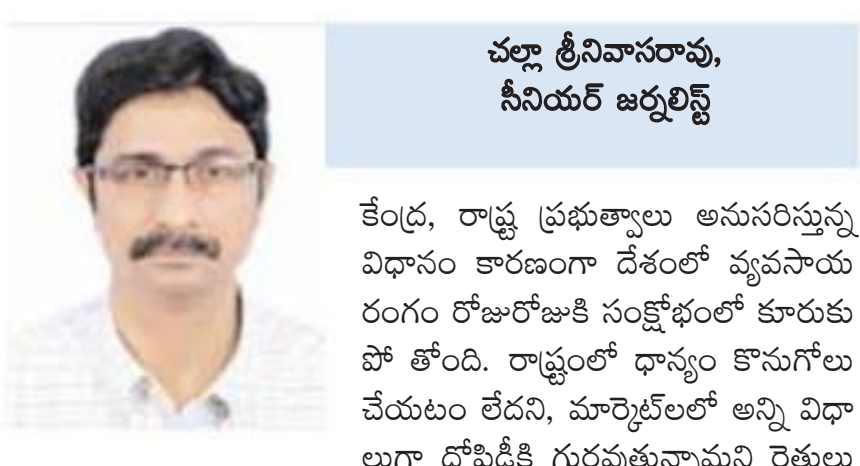 చల్లా శ్రీనివాసరావు,
సీనియర్ జర్నలిస్ట్
కేంద్ర, రాష్ట్ర ప్రభుత్వాలు అనుసరిస్తున్న
విధానం కారణంగా దేశంలో వ్యవసాయ
రంగం రోజురోజుకి సంక్షోభంలో కూరుకు
పో తోంది. రాష్ట్రంలో ధాన్యం కొనుగోలు
చేయటం లేదని, మార్కెట్‌లలో అన్ని విధా
లుగా దోపిడీకి గురవుతున్నామని రైతులు